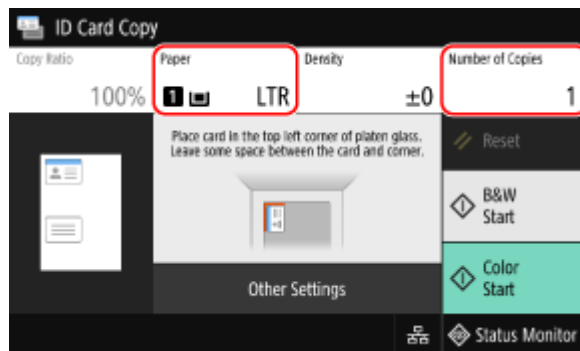 ID Card Copy
Copy Ratio
100%
Paper
1 LTR
Density
±0
Number of Copies
1
Place card in the top left corner of platen glass.
Leave some space between the card and corner.
Other Settings
Reset
B&W
Start
Color
Start
Status Monitor